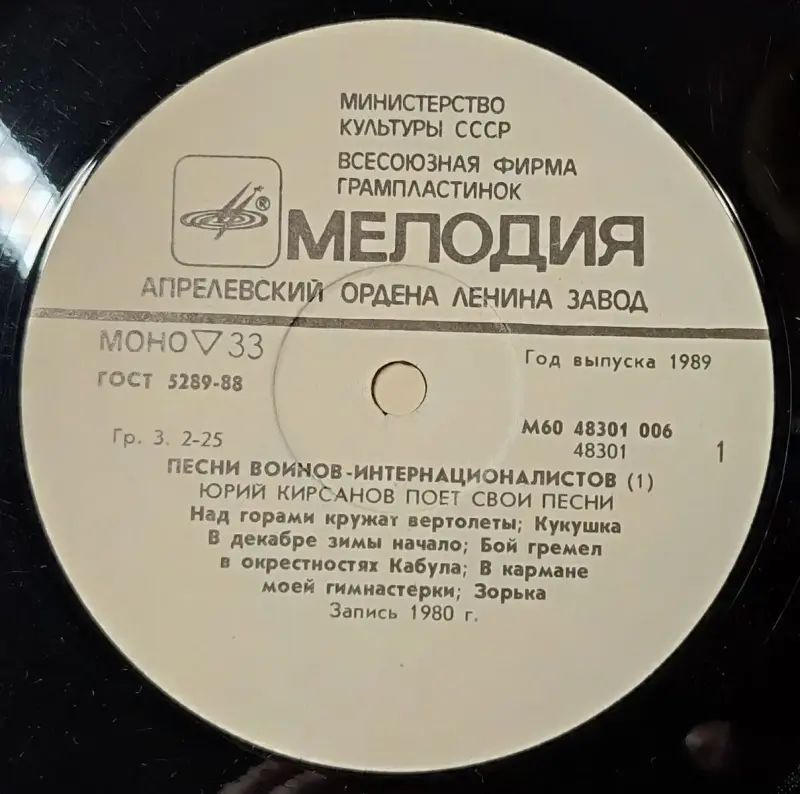 МИНИСТЕРСТВО
КУЛЬТУРЫ СССР
ВСЕСОЮЗНАЯ ФИРМА
ГРАМПЛАСТИНОК
®
МЕЛОДИЯ
АПРЕЛЕВСКИЙ ОРДЕНА ЛЕНИНА ЗАВОД
МОНО ▽ 33
ГОСТ 5289-88
Год выпуска 1989
Гр. 3. 2-25
М60 48301 006
48301
1
ПЕСНИ ВОИНОВ-ИНТЕРНАЦИОНАЛИСТОВ (1)
ЮРИЙ КИРСАНОВ ПОЕТ СВОИ ПЕСНИ
Над горами кружат вертолеты; Кукушка
В декабре зимы начало; Бой гремел
в окрестностях Кабула; В кармане
моей гимнастерки; Зорька
Запись 1980 г.